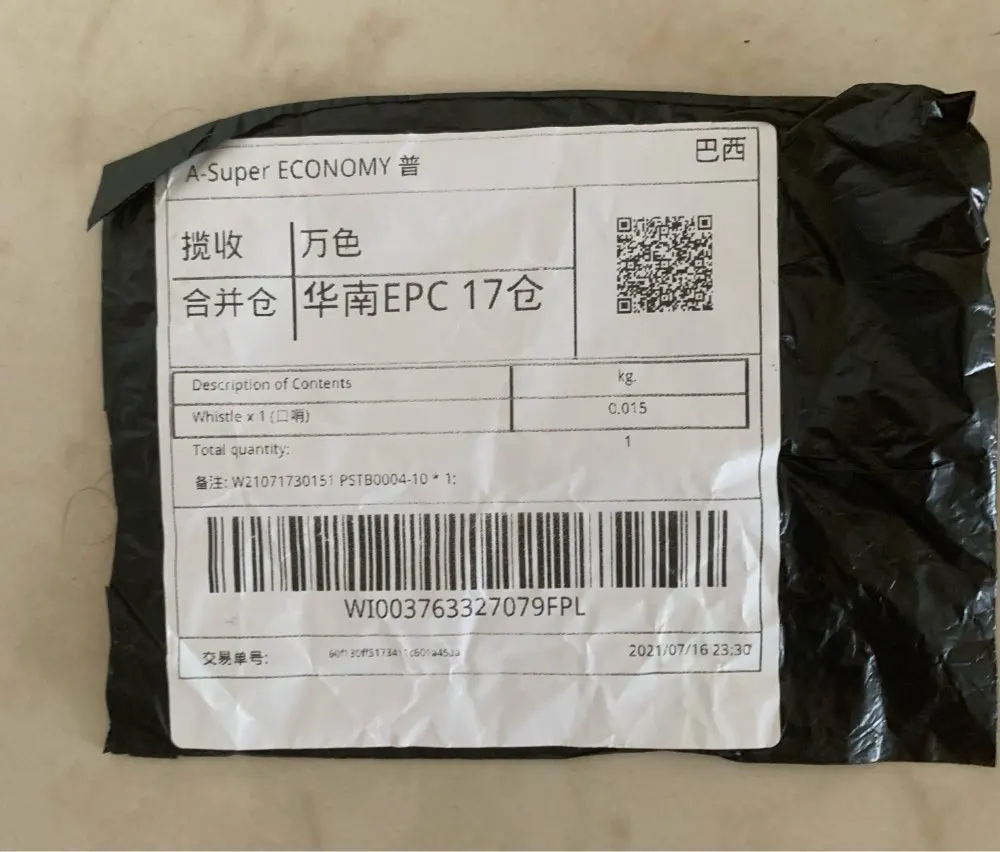 A-Super ECONOMY 普
巴西
揽收 万色
合并仓 华南EPC 17仓
Description of Contents kg.
Whistle x 1 (口哨) 0.015
Total quantity: 1
备注: W21071730151 PSTB0004-10 * 1;
WI003763327079FPL
交易单号:
2021/07/16 23:30